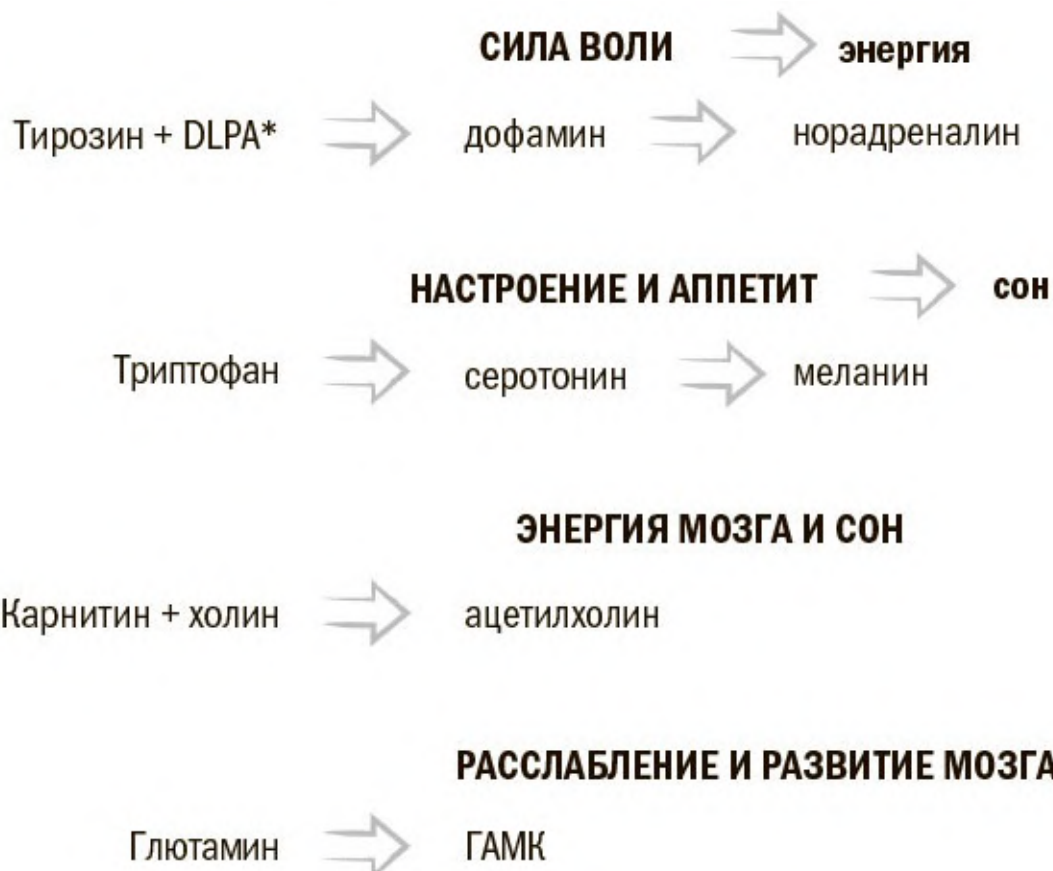 СИЛА ВОЛИ энергия
Тирозин + DLPA* дофамин норадреналин
НАСТРОЕНИЕ И АППЕТИТ сон
Триптофан серотонин меланин
ЭНЕРГИЯ МОЗГА И СОН
Карнитин + холин ацетилхолин
РАССЛАБЛЕНИЕ И РАЗВИТИЕ МОЗГА
Глютамин ГАМК